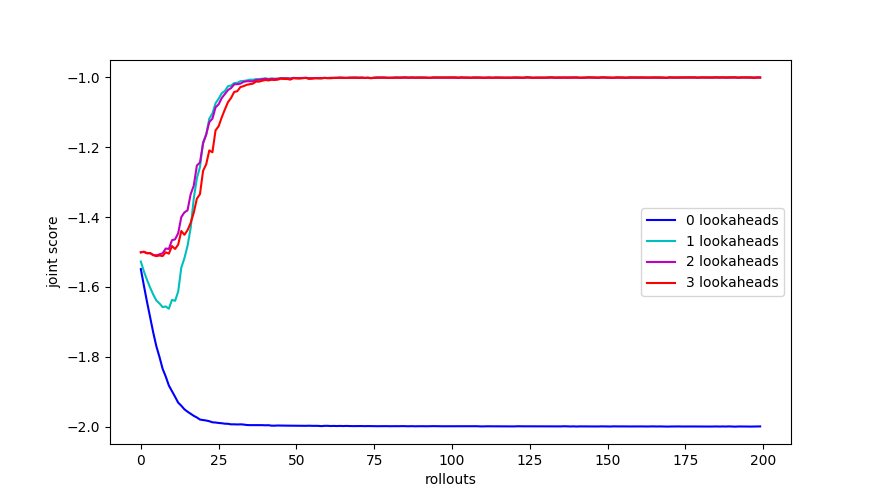 −1.0
−1.2
−1.4
−1.6
−1.8
−2.0
joint score
0 lookaheads
1 lookaheads
2 lookaheads
3 lookaheads
0 25 50 75 100 125 150 175 200
rollouts